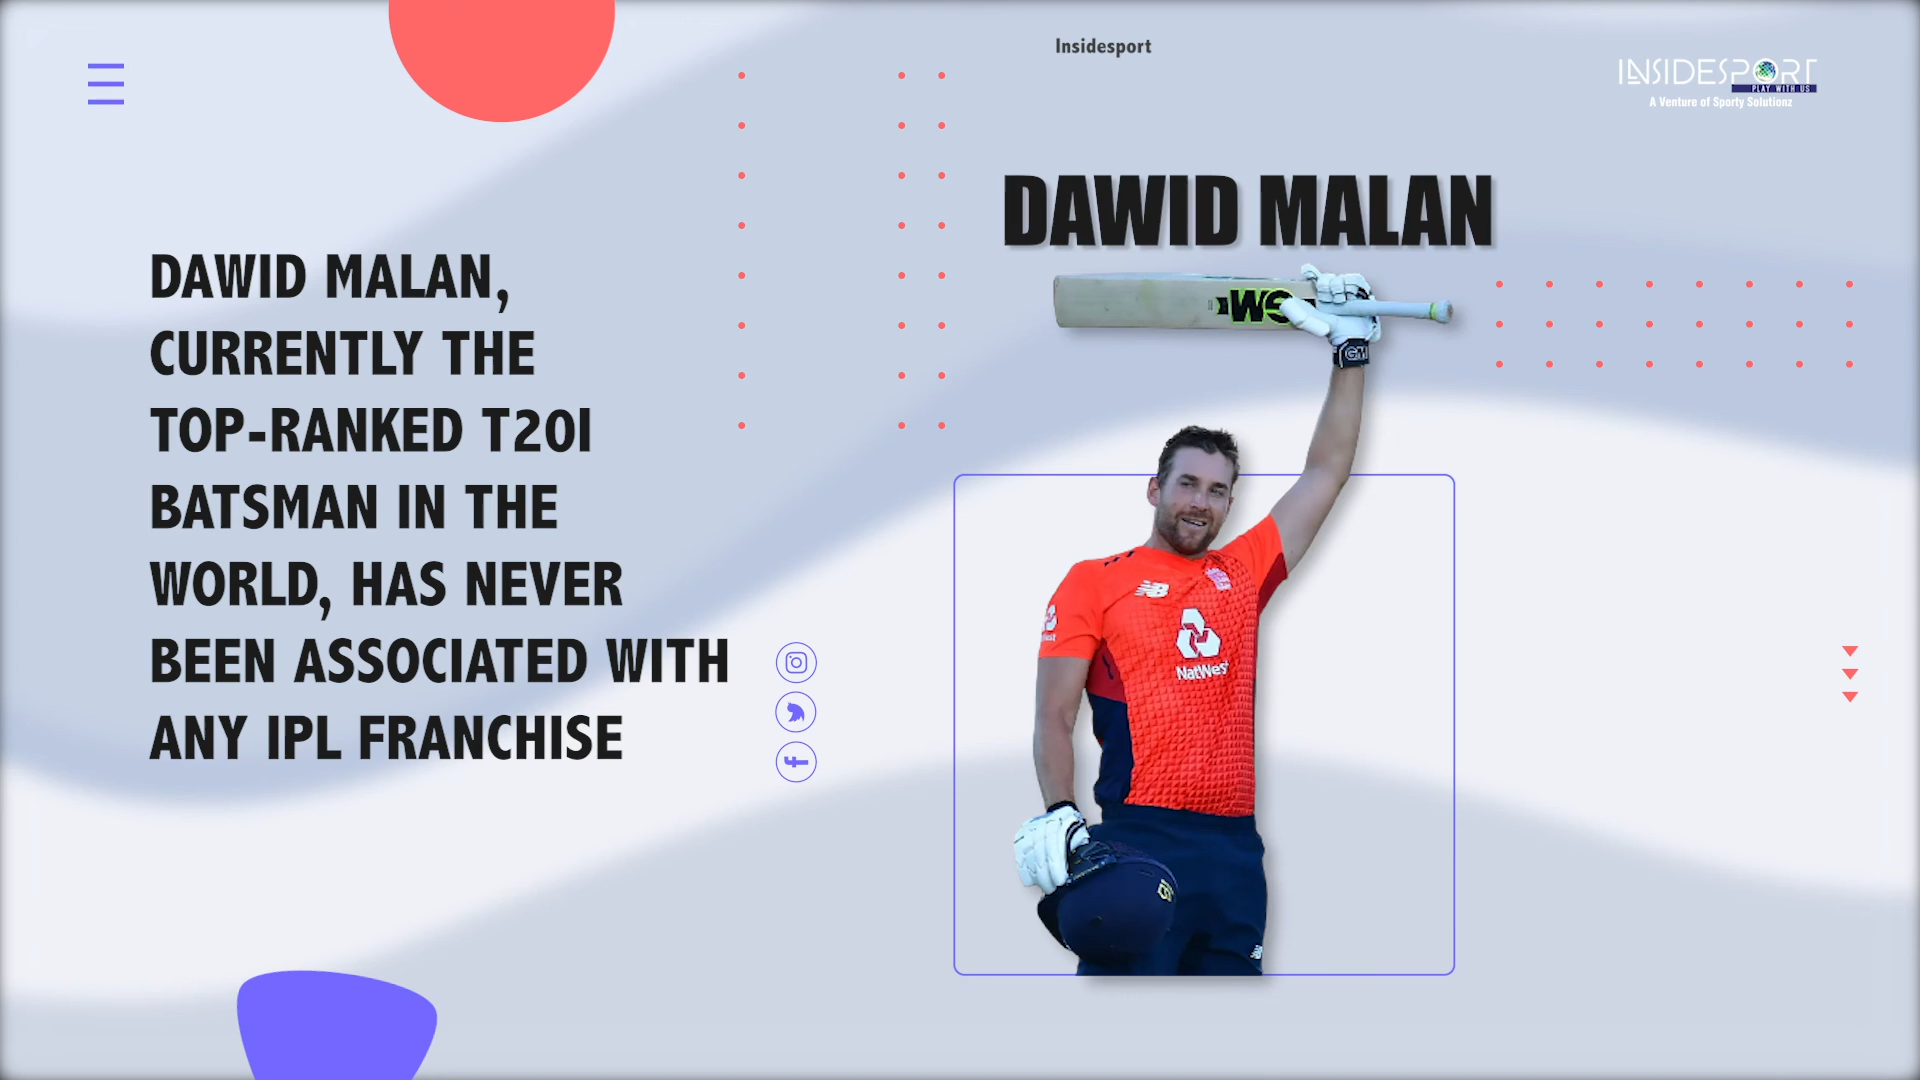 Insidesport
INSIDESPORT
PLAY WITH US
A Venture of Sporty Solutionz
DAWID MALAN
DAWID MALAN,
CURRENTLY THE
TOP-RANKED T20I
BATSMAN IN THE
WORLD, HAS NEVER
BEEN ASSOCIATED WITH
ANY IPL FRANCHISE
GM
NB
NatWest